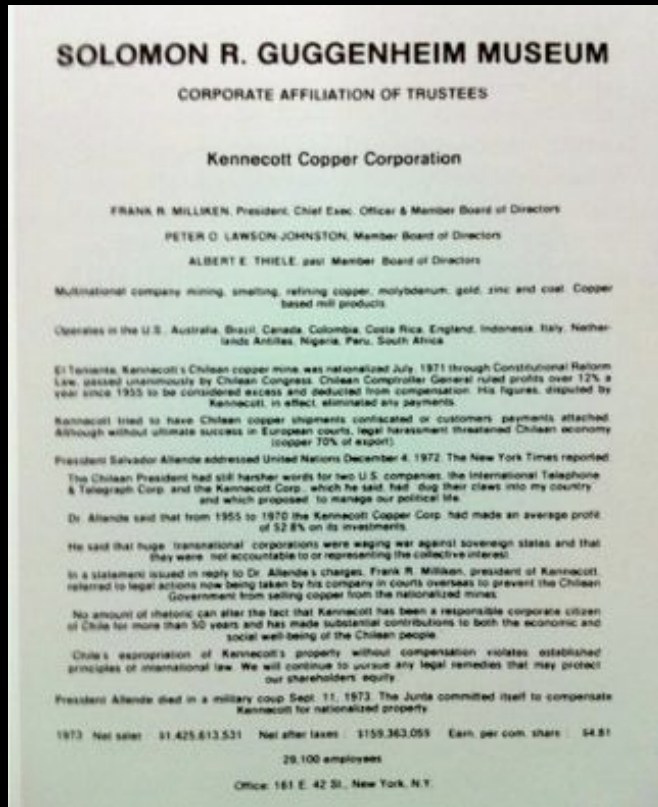 SOLOMON R. GUGGENHEIM MUSEUM
CORPORATE AFFILIATION OF TRUSTEES
Kennecott Copper Corporation
FRANK R. MILLIKEN, President, Chief Exec. Officer & Member Board of Directors
PETER O. LAWSON-JOHNSTON, Member Board of Directors
ALBERT E. THIELE, past Member Board of Directors
Multinational company mining, smelting, refining copper, molybdenum, gold, zinc and coal. Copper
based mill products.
Operates in the U.S., Australia, Brazil, Canada, Colombia, Costa Rica, England, Indonesia, Italy, Nether-
lands Antilles, Nigeria, Peru, South Africa.
El Teniente, Kennecott's Chilean copper mine, was nationalized July, 1971 through Constitutional Reform
Law, passed unanimously by Chilean Congress. Chilean Comptroller General ruled profits over 12% a
year since 1955 to be considered excess and deducted from compensation. His figures, disputed by
Kennecott, in effect, eliminated any payments.
Kennecott tried to have Chilean copper shipments confiscated or customers' payments attached.
Although without ultimate success in European courts, legal harassment threatened Chilean economy
(copper 70% of export).
President Salvador Allende addressed United Nations December 4, 1972. The New York Times reported:
The Chilean President had still harsher words for two U.S. companies, the International Telephone
& Telegraph Corp. and the Kennecott Corp., which he said, had "dug their claws into my country"
and which proposed "to manage our political life."
Dr. Allende said that from 1955 to 1970 the Kennecott Copper Corp. had made an average profit
of 52.8% on its investments.
He said that huge "transnational" corporations were waging war against sovereign states and that
they were "not accountable to or representing the collective interest."
In a statement issued in reply to Dr. Allende's charges, Frank R. Milliken, president of Kennecott,
referred to legal actions now being taken by his company in courts overseas to prevent the Chilean
Government from selling copper from the nationalized mines:
No amount of rhetoric can alter the fact that Kennecott has been a responsible corporate citizen
of Chile for more than 50 years and has made substantial contributions to both the economic and
social well-being of the Chilean people.
Chile's expropriation of Kennecott's property without compensation violates established
principles of international law. We will continue to pursue any legal remedies that may protect
our shareholders' equity.
President Allende died in a military coup Sept. 11, 1973. The Junta committed itself to compensate
Kennecott for nationalized property.
1973 Net sales: $1,425,613,531 Net after taxes: $159,363,059 Earn. per com. share: $4.81
29,100 employees
Office: 161 E. 42 St., New York, N.Y.